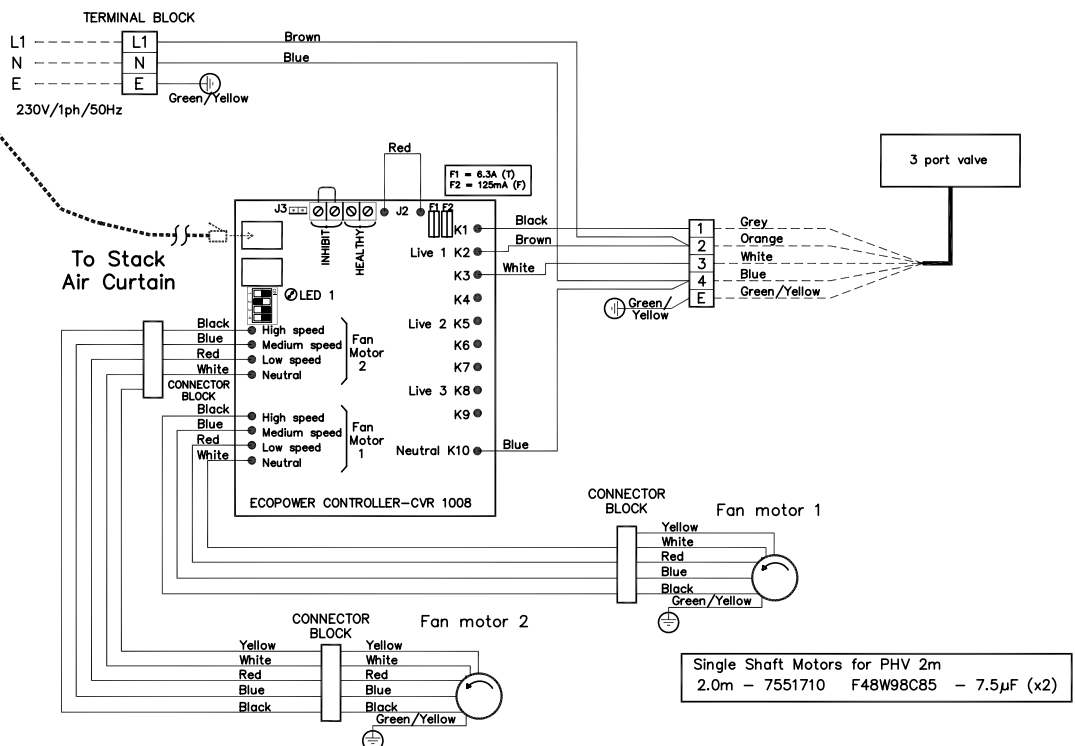 TERMINAL BLOCK
L1 L1 Brown
N N Blue
E E
Green/Yellow
230V/1ph/50Hz
Red
F1 = 6.3A (T)
F2 = 125mA (F)
3 port valve
J3 J2 F1 F2
INHIBIT
HEALTHY
K1 Black
Live 1 K2 Brown
K3 White
K4
Live 2 K5
K6
K7
Live 3 K8
K9
Neutral K10 Blue
1 Grey
2 Orange
3 White
4 Blue
E Green/Yellow
Green/
Yellow
To Stack
Air Curtain
LED 1
Black High speed
Blue Medium speed
Red Low speed
White Neutral
Fan
Motor
2
CONNECTOR
BLOCK
Black High speed
Blue Medium speed
Red Low speed
White Neutral
Fan
Motor
1
ECOPOWER CONTROLLER-CVR 1008
CONNECTOR
BLOCK
Fan motor 1
Yellow
White
Red
Blue
Black
Green/Yellow
CONNECTOR
BLOCK
Fan motor 2
Yellow Yellow
White White
Red Red
Blue Blue
Black Black
Green/Yellow
Single Shaft Motors for PHV 2m
2.0m - 7551710 F48W98C85 - 7.5µF (x2)